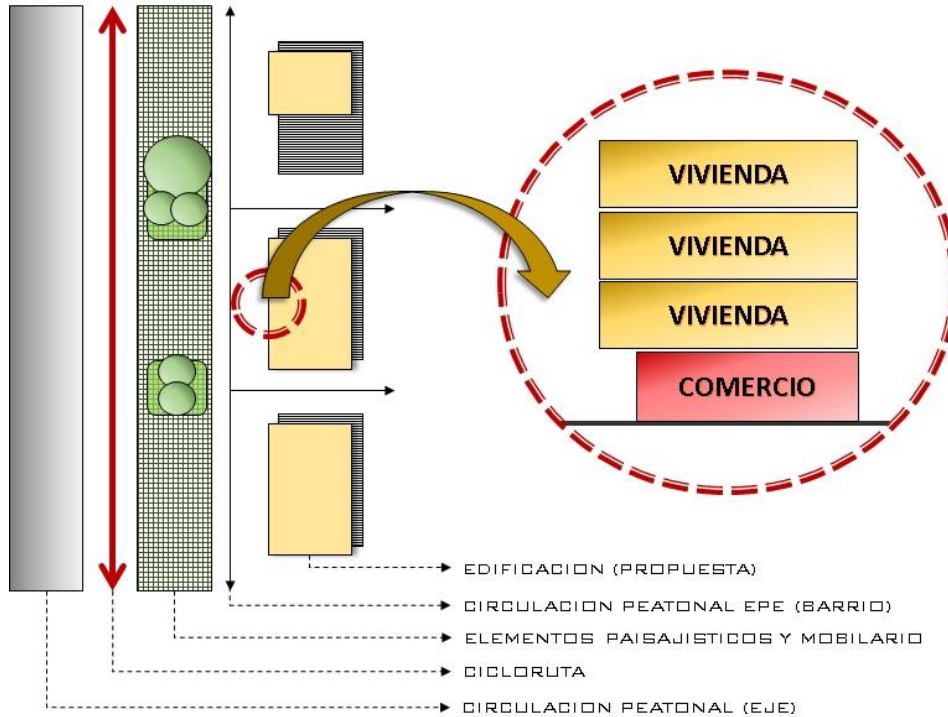 VIVIENDA
VIVIENDA
VIVIENDA
COMERCIO
EDIFICACION (PROPUESTA)
CIRCULACION PEATONAL EPE (BARRIO)
ELEMENTOS PAISAJISTICOS Y MOBILARIO
CICLORUTA
CIRCULACION PEATONAL (EJE)